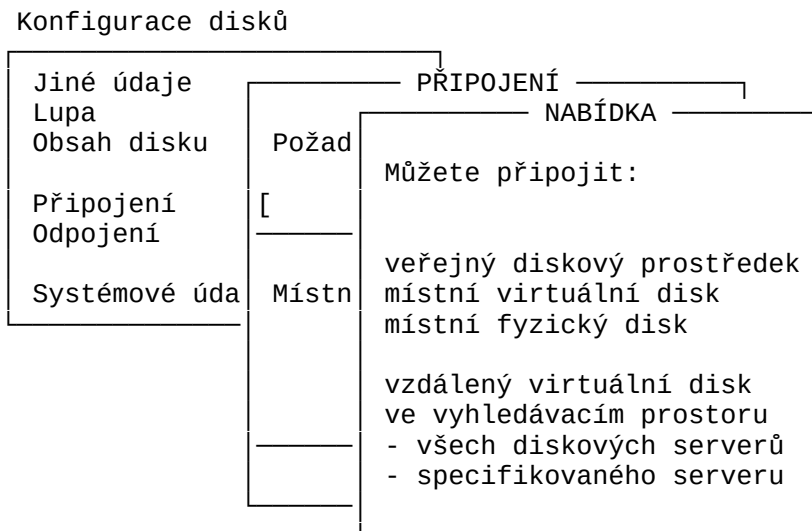 Konfigurace disků
Jiné údaje
Lupa
Obsah disku
Připojení
Odpojení
Systémové úda
PŘIPOJENÍ
Požad
[
Místn
NABÍDKA
Můžete připojit:
veřejný diskový prostředek
místní virtuální disk
místní fyzický disk
vzdálený virtuální disk
ve vyhledávacím prostoru
- všech diskových serverů
- specifikovaného serveru